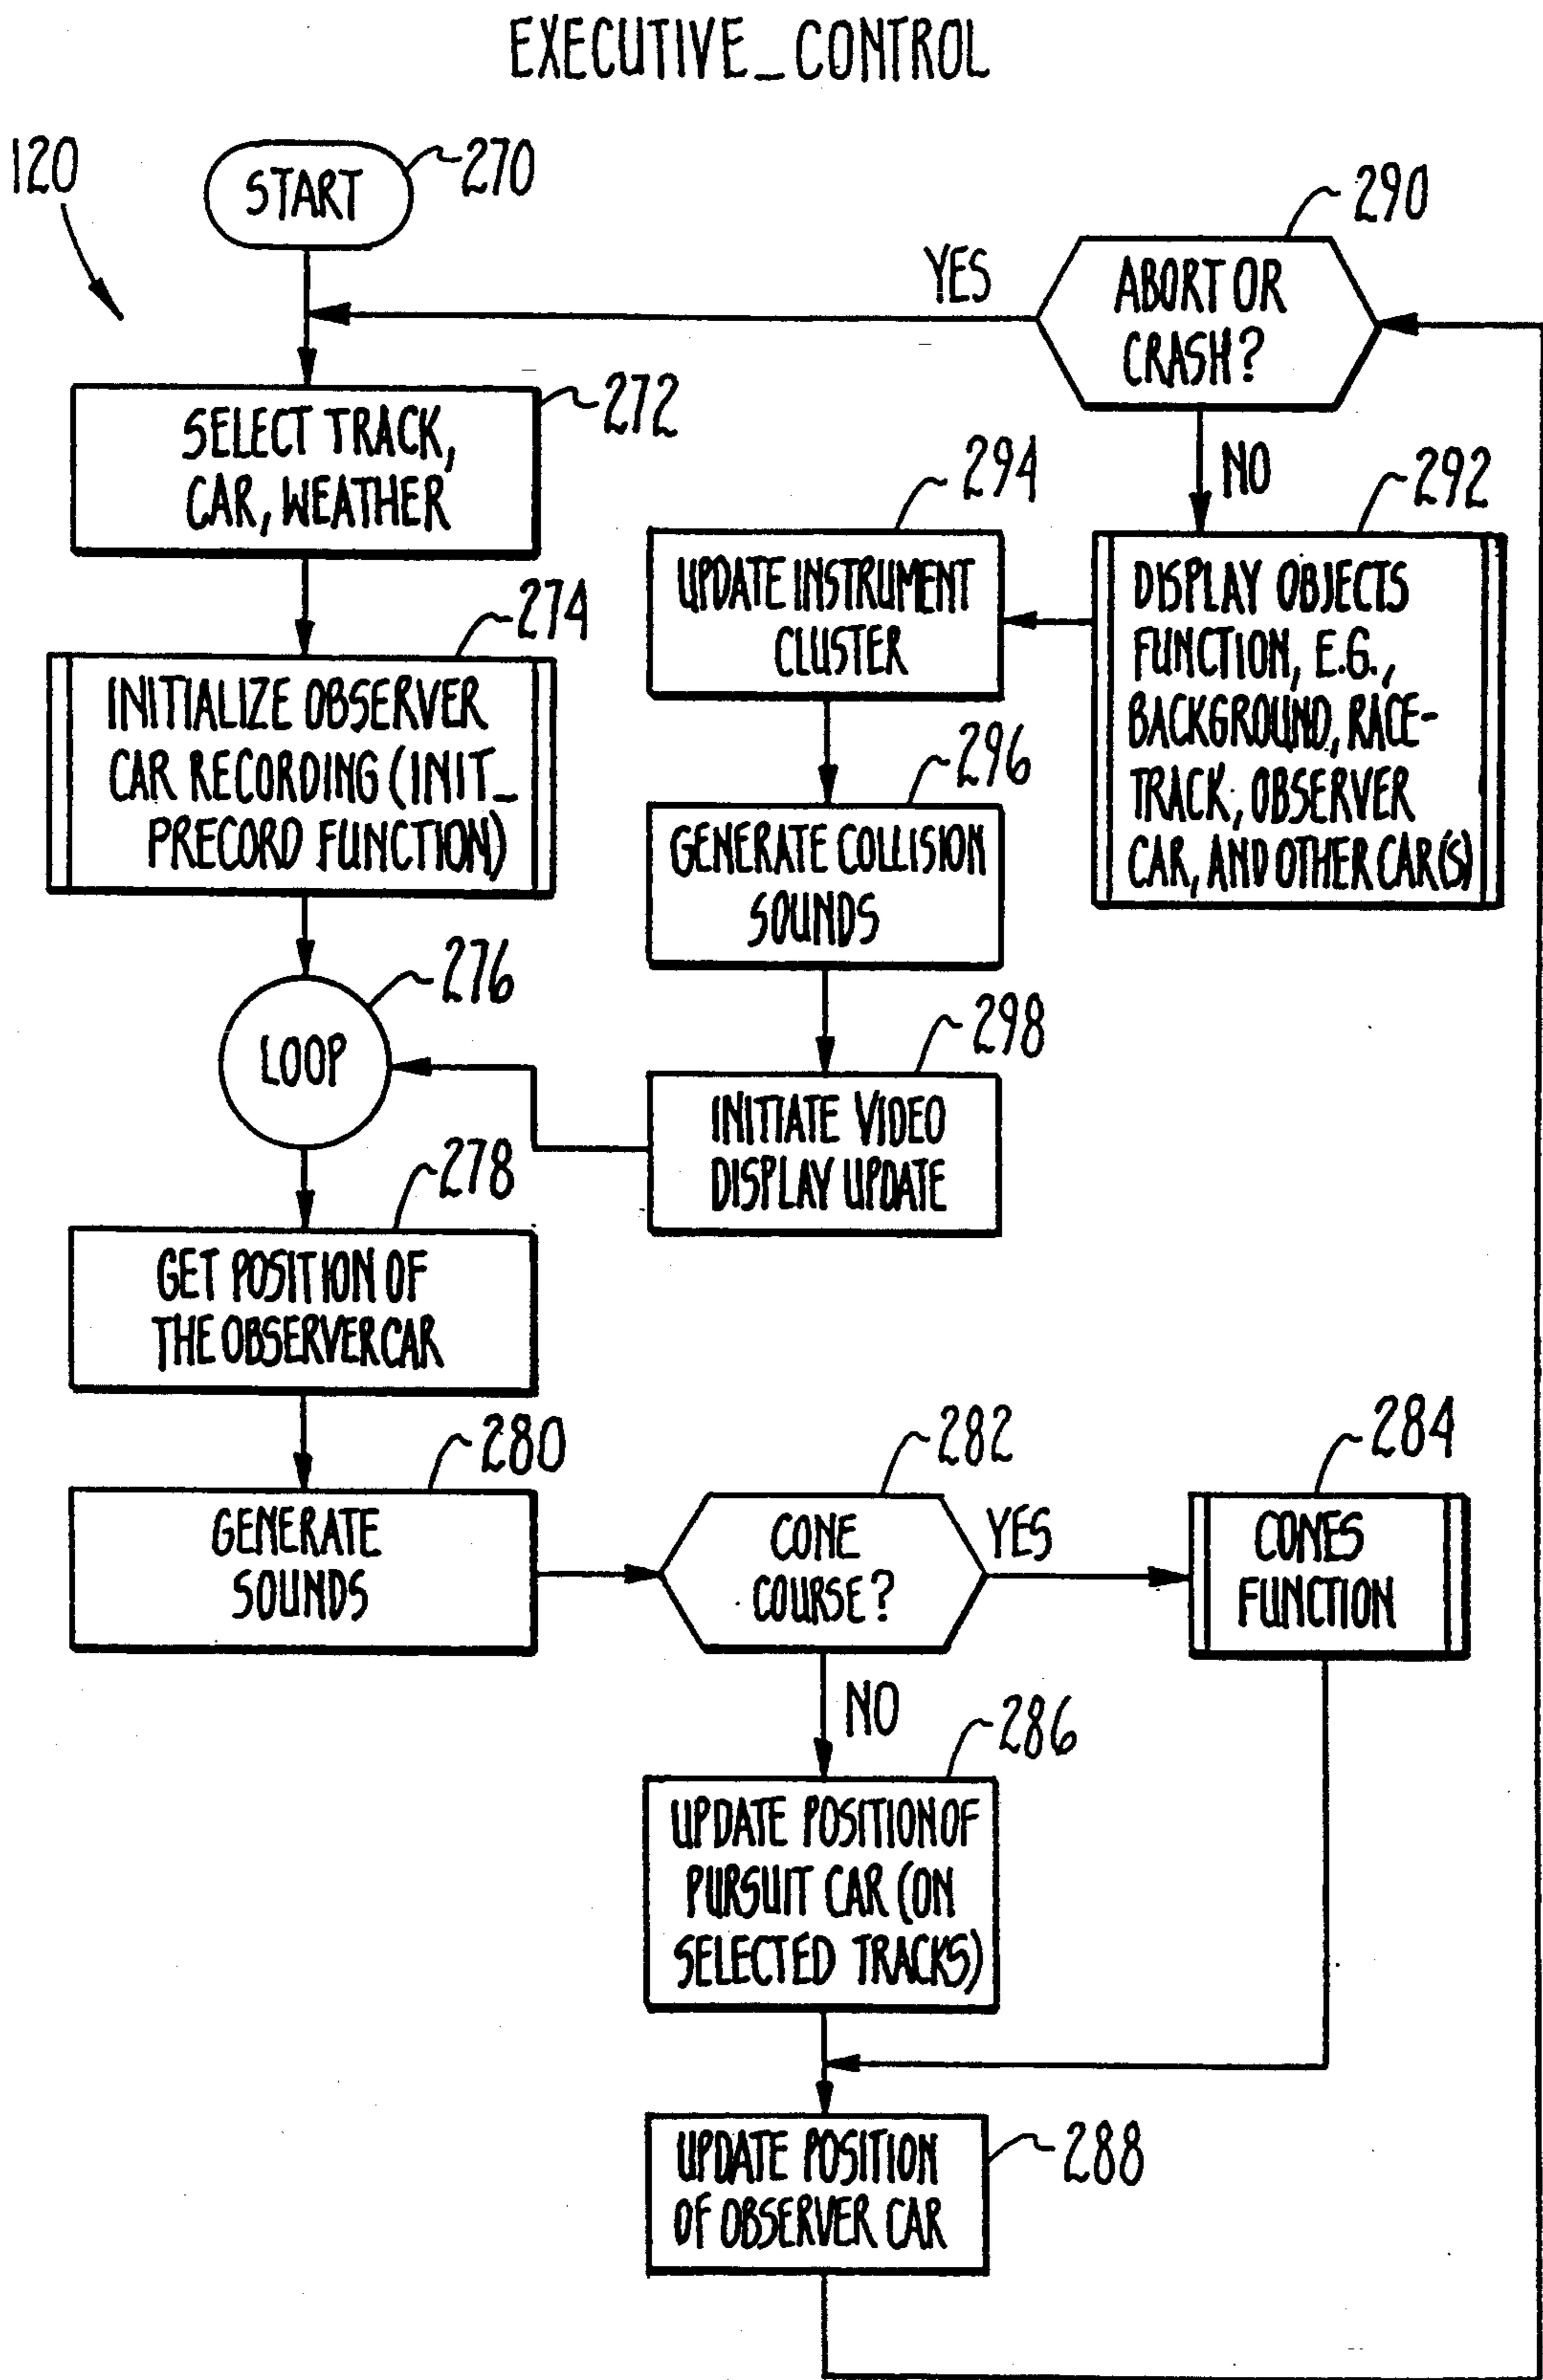 EXECUTIVE_CONTROL
120
START
270
290
YES
ABORT OR
CRASH?
272
SELECT TRACK,
CAR, WEATHER
NO
294
292
274
UPDATE INSTRUMENT
CLUSTER
DISPLAY OBJECTS
FUNCTION, E.G.,
BACKGROUND, RACE-
TRACK, OBSERVER
CAR, AND OTHER CAR(S)
INITIALIZE OBSERVER
CAR RECORDING (INIT_
PRECORD FUNCTION)
296
GENERATE COLLISION
SOUNDS
276
LOOP
298
INITIATE VIDEO
DISPLAY UPDATE
278
GET POSITION OF
THE OBSERVER CAR
280
GENERATE
SOUNDS
282
CONE
COURSE?
YES
284
CONES
FUNCTION
NO
286
UPDATE POSITION OF
PURSUIT CAR (ON
SELECTED TRACKS)
288
UPDATE POSITION
OF OBSERVER CAR